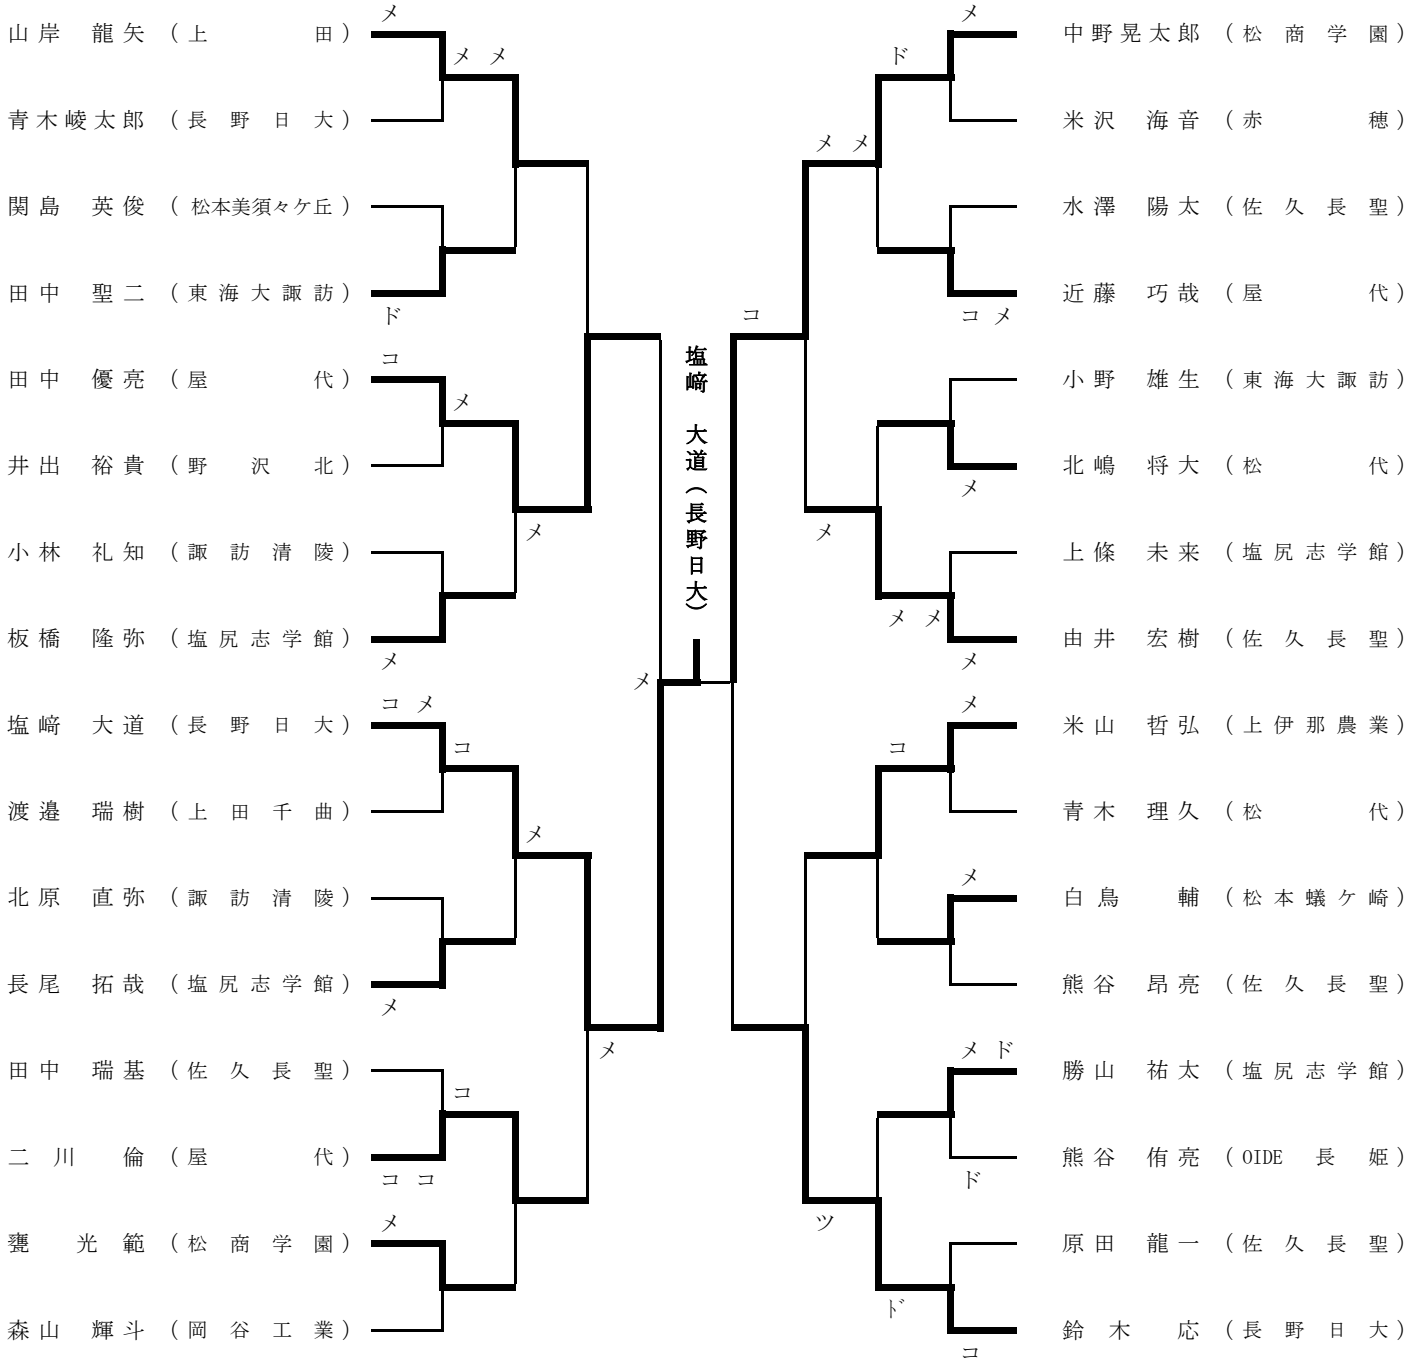 メ
山岸 龍矢 (上 田)
メ メ
青木崚太郎 (長野日大)
関島 英俊 (松本美須々ケ丘)
田中 聖二 (東海大諏訪)
ド
コ
田中 優亮 (屋 代)
メ
井出 裕貴 (野沢北)
メ
小林 礼知 (諏訪清陵)
板橋 隆弥 (塩尻志学館)
メ
メ
コ メ
塩﨑 大道 (長野日大)
コ
渡邉 瑞樹 (上田千曲)
メ
北原 直弥 (諏訪清陵)
長尾 拓哉 (塩尻志学館)
メ
メ
田中 瑞基 (佐久長聖)
コ
二川 倫 (屋 代)
コ コ
メ
甕 光範 (松商学園)
森山 輝斗 (岡谷工業)
塩﨑 大道(長野日大)
メ
中野晃太郎 (松商学園)
ド
米沢 海音 (赤 穂)
メ メ
水澤 陽太 (佐久長聖)
近藤 巧哉 (屋 代)
コ メ
コ
小野 雄生 (東海大諏訪)
北嶋 将大 (松 代)
メ
メ
上條 未来 (塩尻志学館)
メ メ
由井 宏樹 (佐久長聖)
メ
メ
米山 哲弘 (上伊那農業)
コ
青木 理久 (松 代)
メ
白鳥 輔 (松本蟻ケ崎)
熊谷 昂亮 (佐久長聖)
メ ド
勝山 祐太 (塩尻志学館)
熊谷 侑亮 (OIDE長姫)
ド
ツ
原田 龍一 (佐久長聖)
ド
鈴木 応 (長野日大)
コ